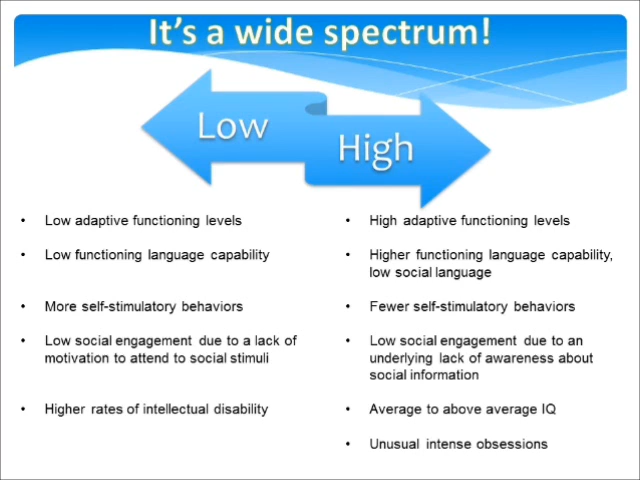 It's a wide spectrum!
Low
High
• Low adaptive functioning levels
• Low functioning language capability
• More self-stimulatory behaviors
• Low social engagement due to a lack of
motivation to attend to social stimuli
• Higher rates of intellectual disability
• High adaptive functioning levels
• Higher functioning language capability,
low social language
• Fewer self-stimulatory behaviors
• Low social engagement due to an
underlying lack of awareness about
social information
• Average to above average IQ
• Unusual intense obsessions